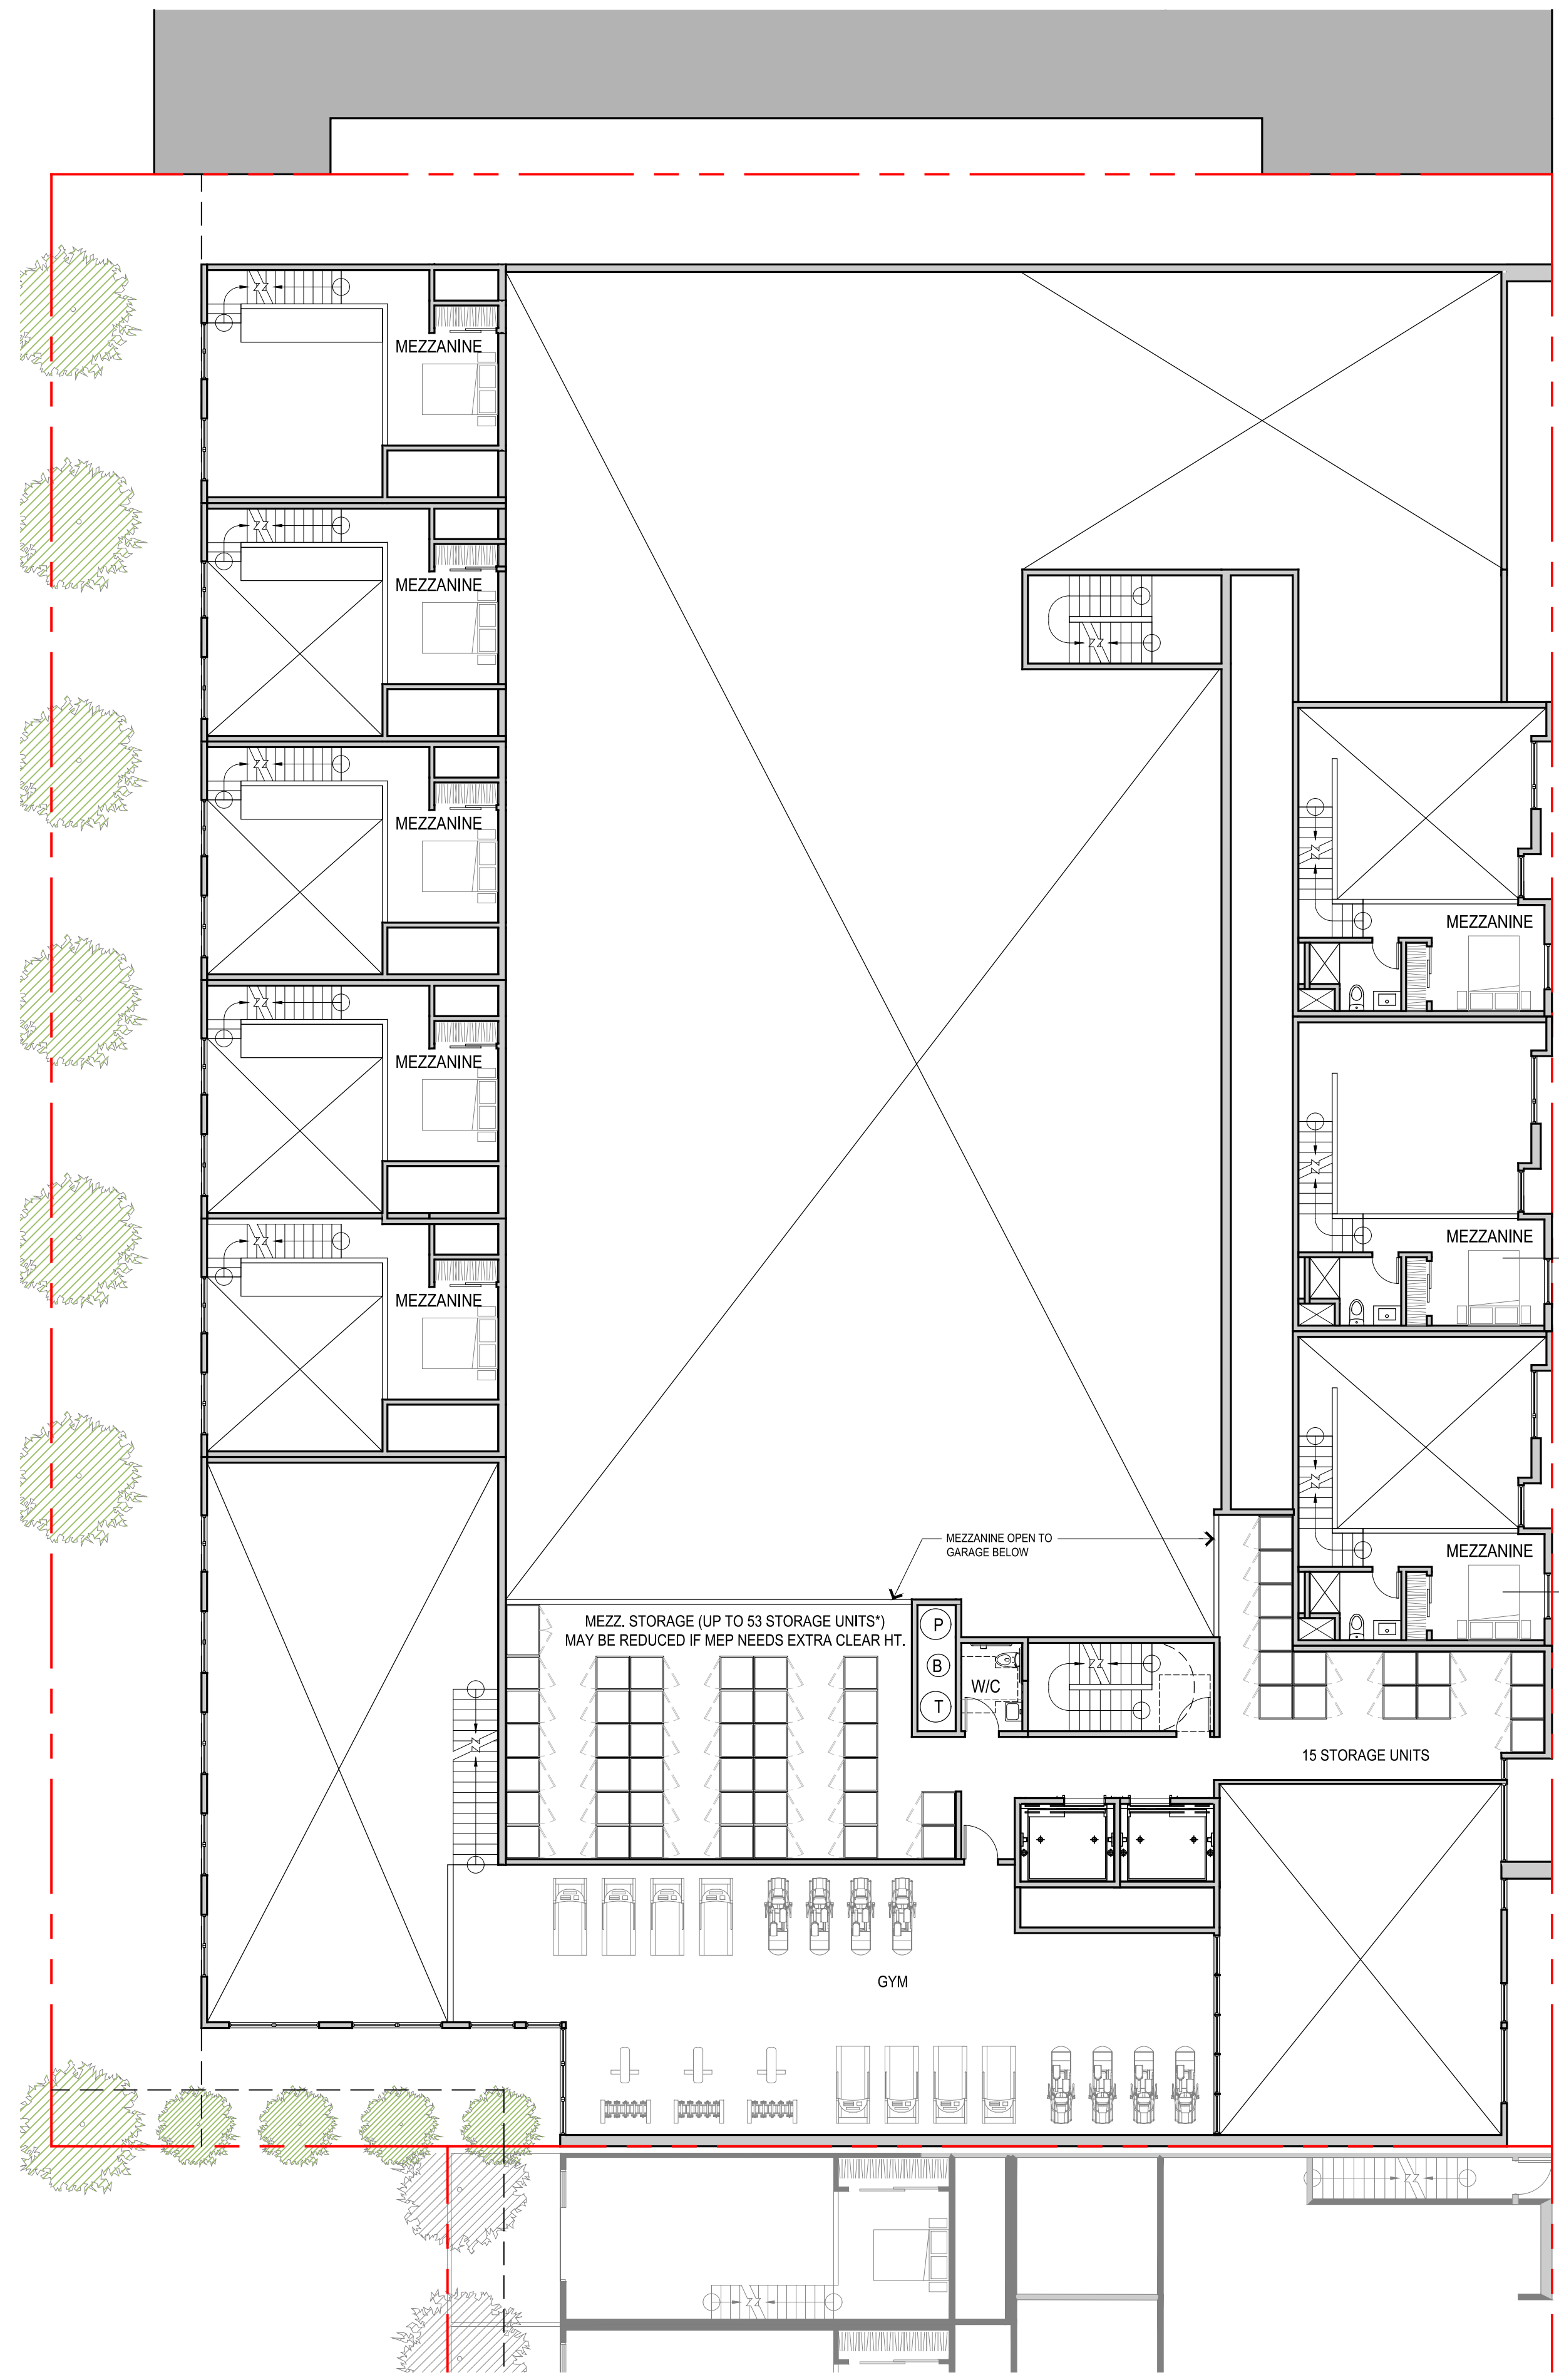 MEZZANINE
MEZZANINE
MEZZANINE
MEZZANINE
MEZZANINE
MEZZANINE
MEZZANINE
MEZZANINE
MEZZANINE OPEN TO
GARAGE BELOW
MEZZ. STORAGE (UP TO 53 STORAGE UNITS*)
MAY BE REDUCED IF MEP NEEDS EXTRA CLEAR HT.
P
B
T
W/C
15 STORAGE UNITS
GYM